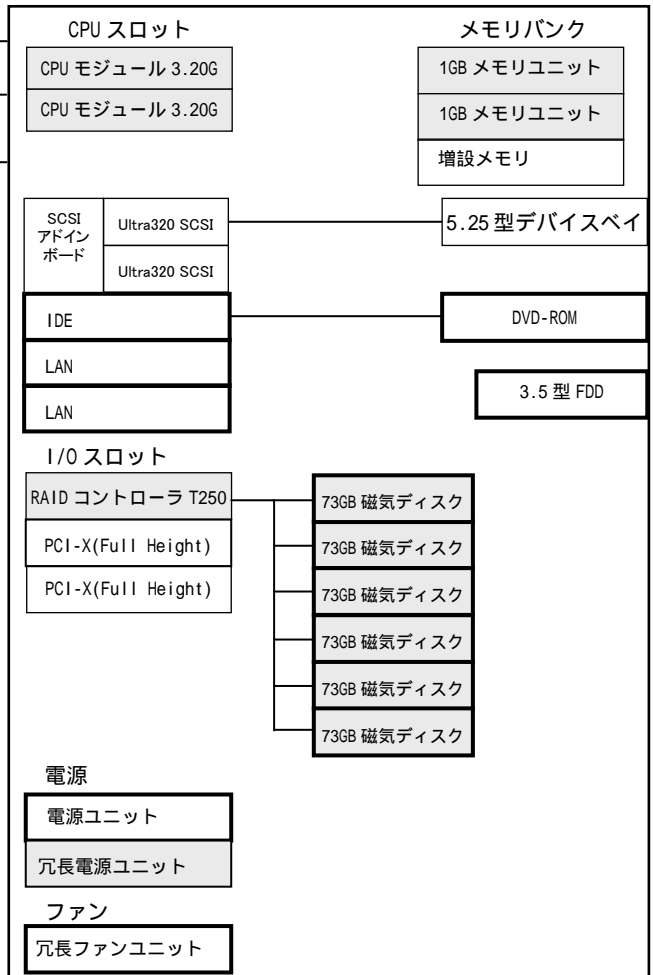 CPU スロット
メモリバンク
CPU モジュール 3.20G
CPU モジュール 3.20G
1GB メモリユニット
1GB メモリユニット
増設メモリ
SCSI
アドイン
ボード
Ultra320 SCSI
Ultra320 SCSI
5.25 型デバイスベイ
IDE
DVD-ROM
LAN
LAN
3.5 型 FDD
I/O スロット
RAID コントローラ T250
PCI-X(Full Height)
PCI-X(Full Height)
73GB 磁気ディスク
73GB 磁気ディスク
73GB 磁気ディスク
73GB 磁気ディスク
73GB 磁気ディスク
73GB 磁気ディスク
電源
電源ユニット
冗長電源ユニット
ファン
冗長ファンユニット